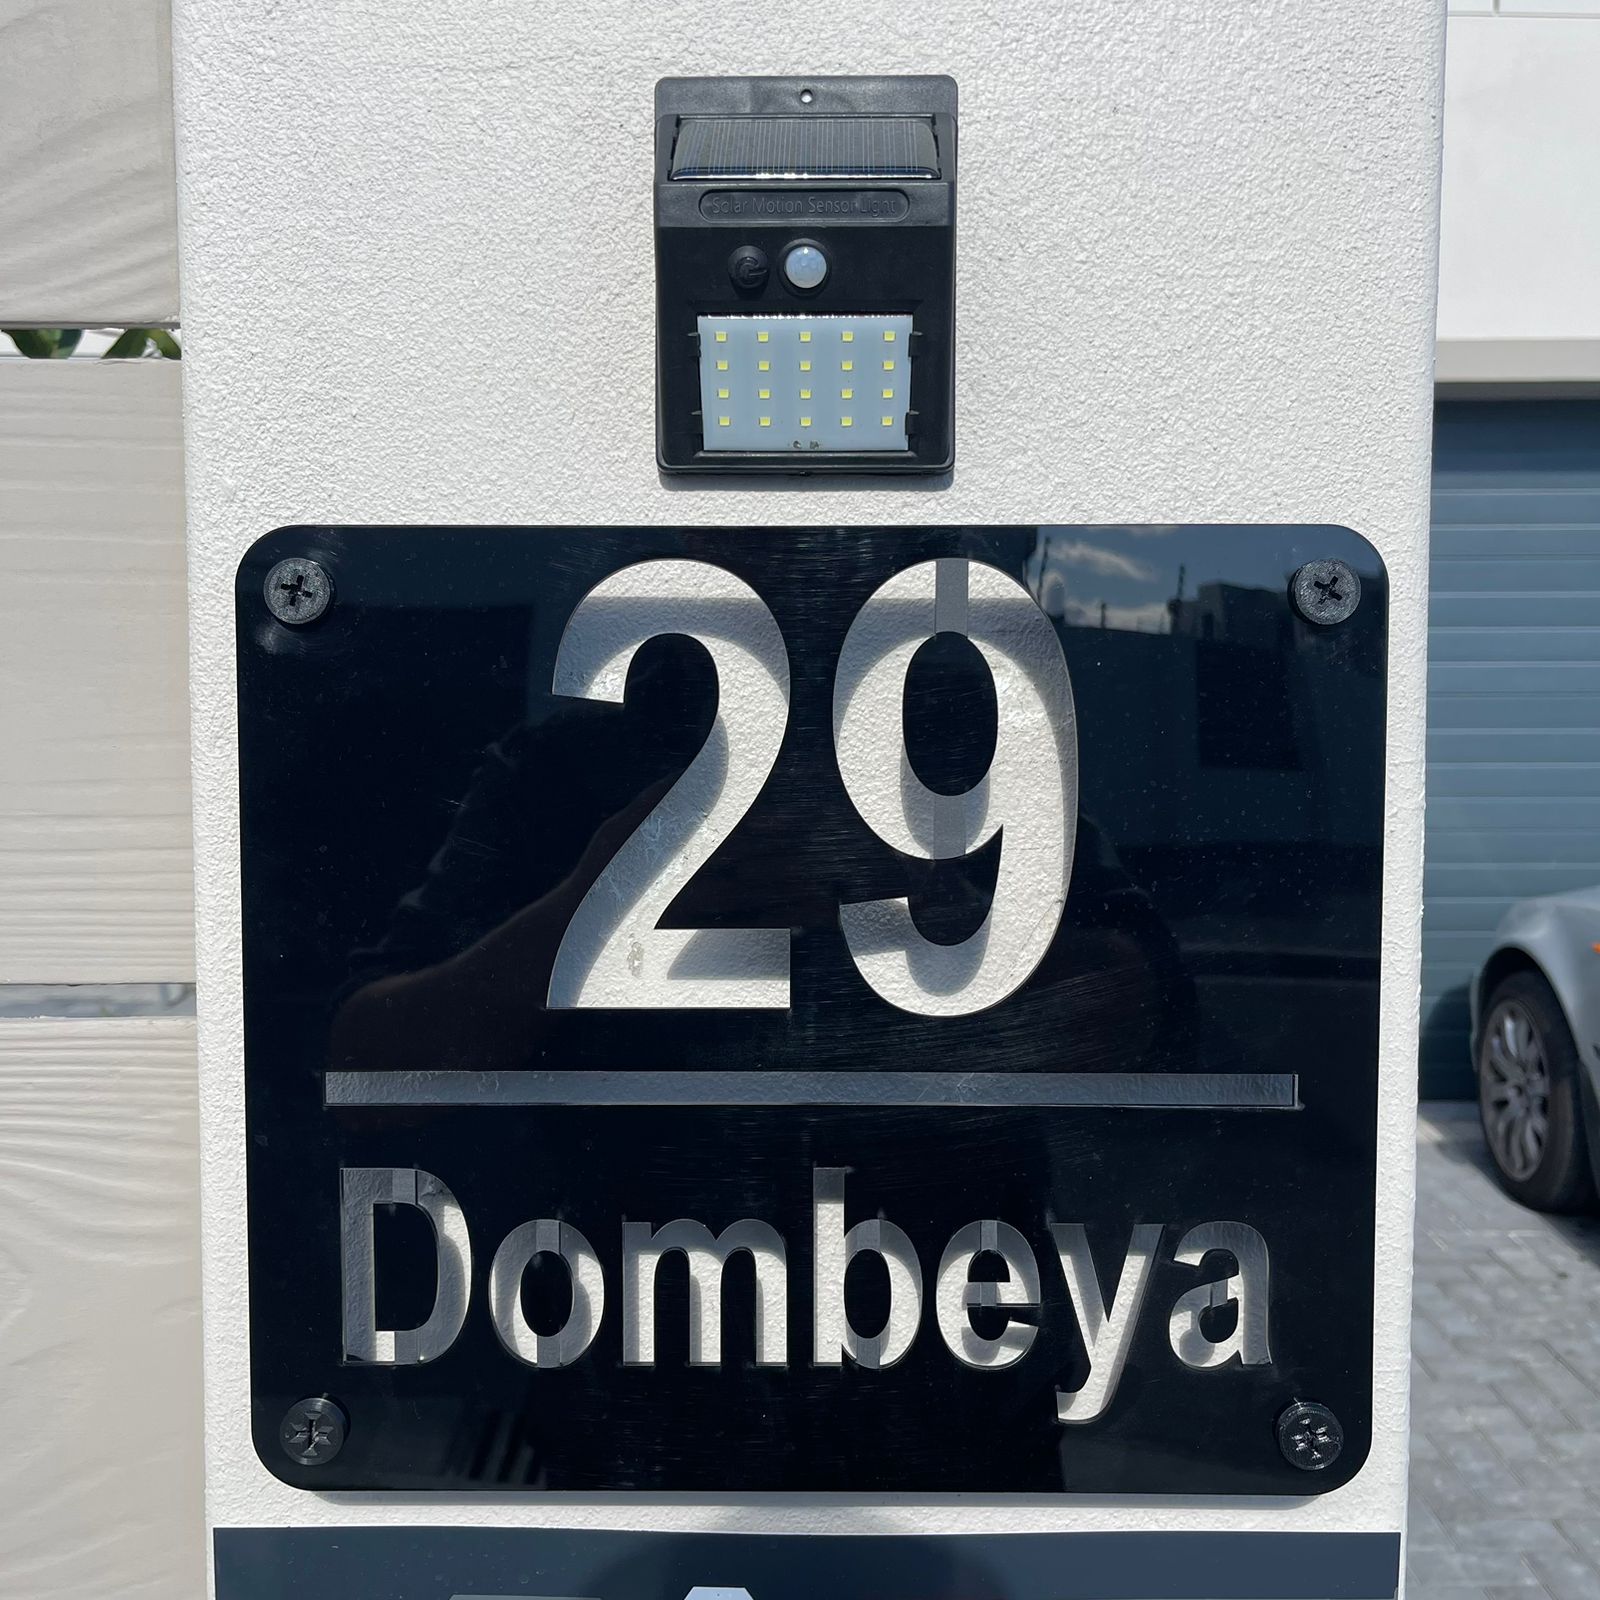 Solar Motion Sensor Light
29
Dombeya